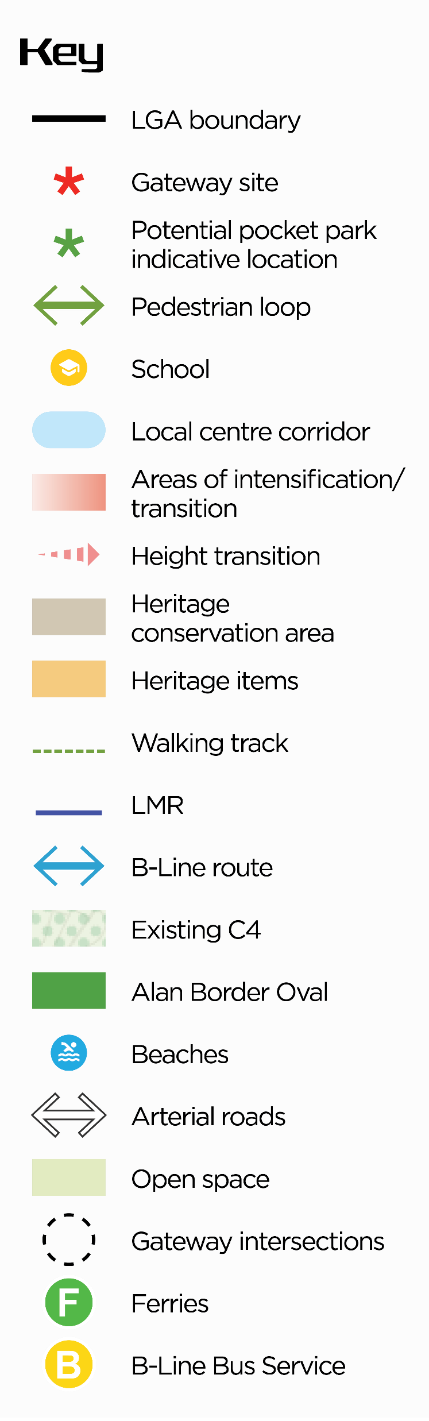 Key
LGA boundary
Gateway site
Potential pocket park
indicative location
Pedestrian loop
School
Local centre corridor
Areas of intensification/
transition
Height transition
Heritage
conservation area
Heritage items
Walking track
LMR
B-Line route
Existing C4
Alan Border Oval
Beaches
Arterial roads
Open space
Gateway intersections
F Ferries
B B-Line Bus Service